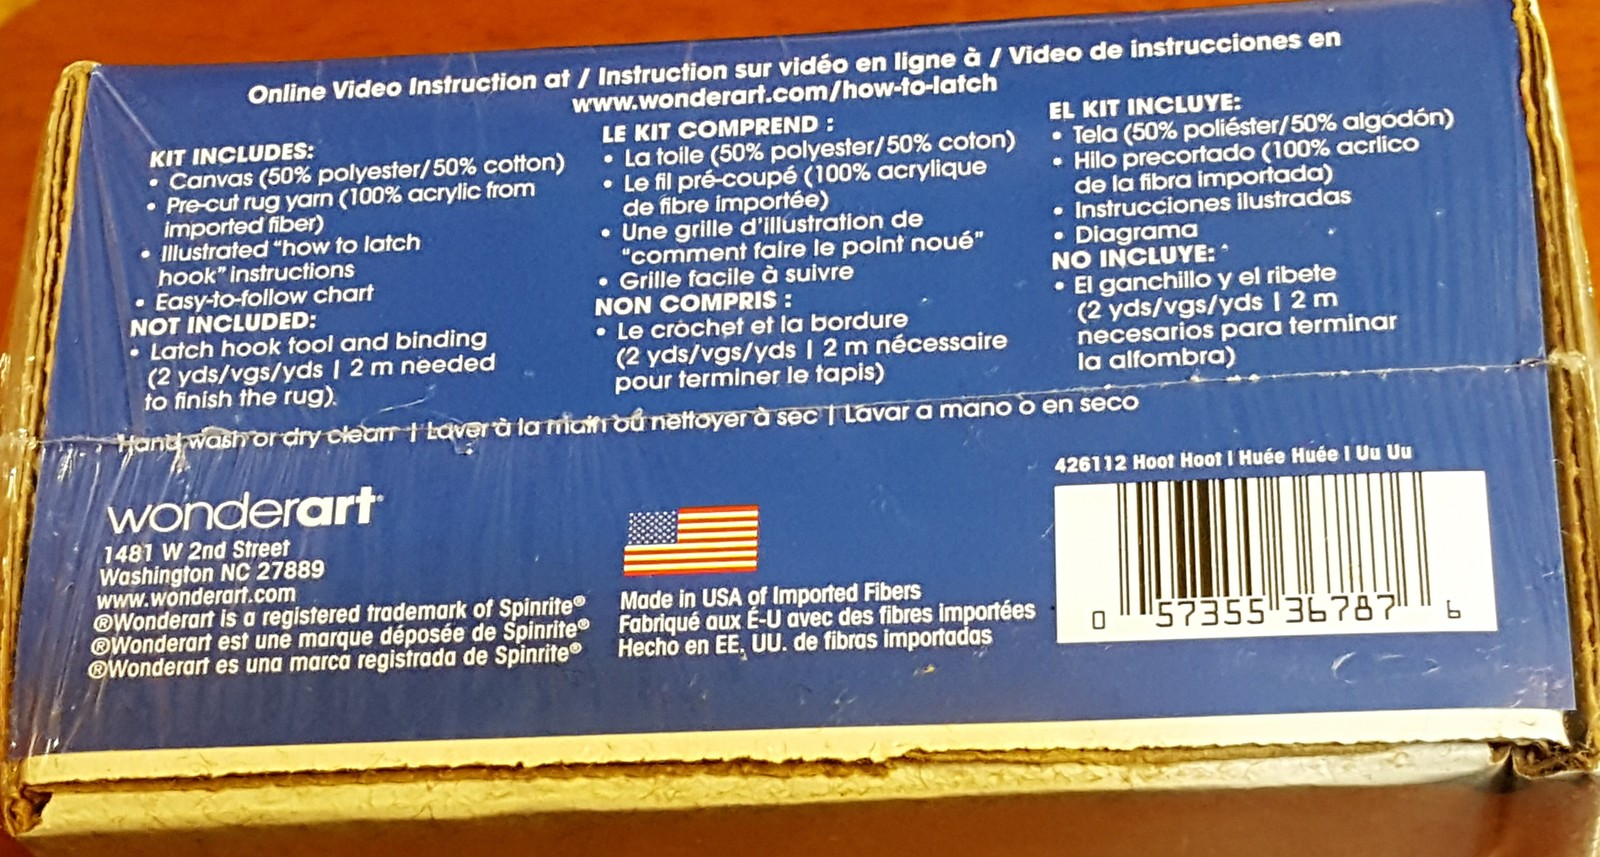 Online Video Instruction at / Instruction sur vidéo en ligne à / Video de instrucciones en
www.wonderart.com/how-to-latch
KIT INCLUDES:
• Canvas (50% polyester/50% cotton)
• Pre-cut rug yarn (100% acrylic from
imported fiber)
• Illustrated "how to latch
hook" instructions
• Easy-to-follow chart
NOT INCLUDED:
• Latch hook tool and binding
(2 yds/vgs/yds | 2 m needed
to finish the rug).
LE KIT COMPREND :
• La toile (50% polyester/50% coton)
• Le fil pré-coupé (100% acrylique
de fibre importée)
• Une grille d'illustration de
"comment faire le point noué"
• Grille facile à suivre
NON COMPRIS :
• Le crochet et la bordure
(2 yds/vgs/yds | 2 m nécessaire
pour terminer le tapis)
EL KIT INCLUYE:
• Tela (50% poliéster/50% algodón)
• Hilo precortado (100% acrlico
de la fibra importada)
• Instrucciones ilustradas
• Diagrama
NO INCLUYE:
• El ganchillo y el ribete
(2 yds/vgs/yds | 2 m
necesarios para terminar
la alfombra)
Hand wash or dry clean | Laver à la main ou nettoyer à sec | Lavar a mano o en seco
wonderart®
1481 W 2nd Street
Washington NC 27889
www.wonderart.com
®Wonderart is a registered trademark of Spinrite®
®Wonderart est une marque déposée de Spinrite®
®Wonderart es una marca registrada de Spinrite®
Made in USA of Imported Fibers
Fabriqué aux É-U avec des fibres importées
Hecho en EE. UU. de fibras importadas
426112 Hoot Hoot | Huée Huée | Uu Uu
0 57355 36787 6